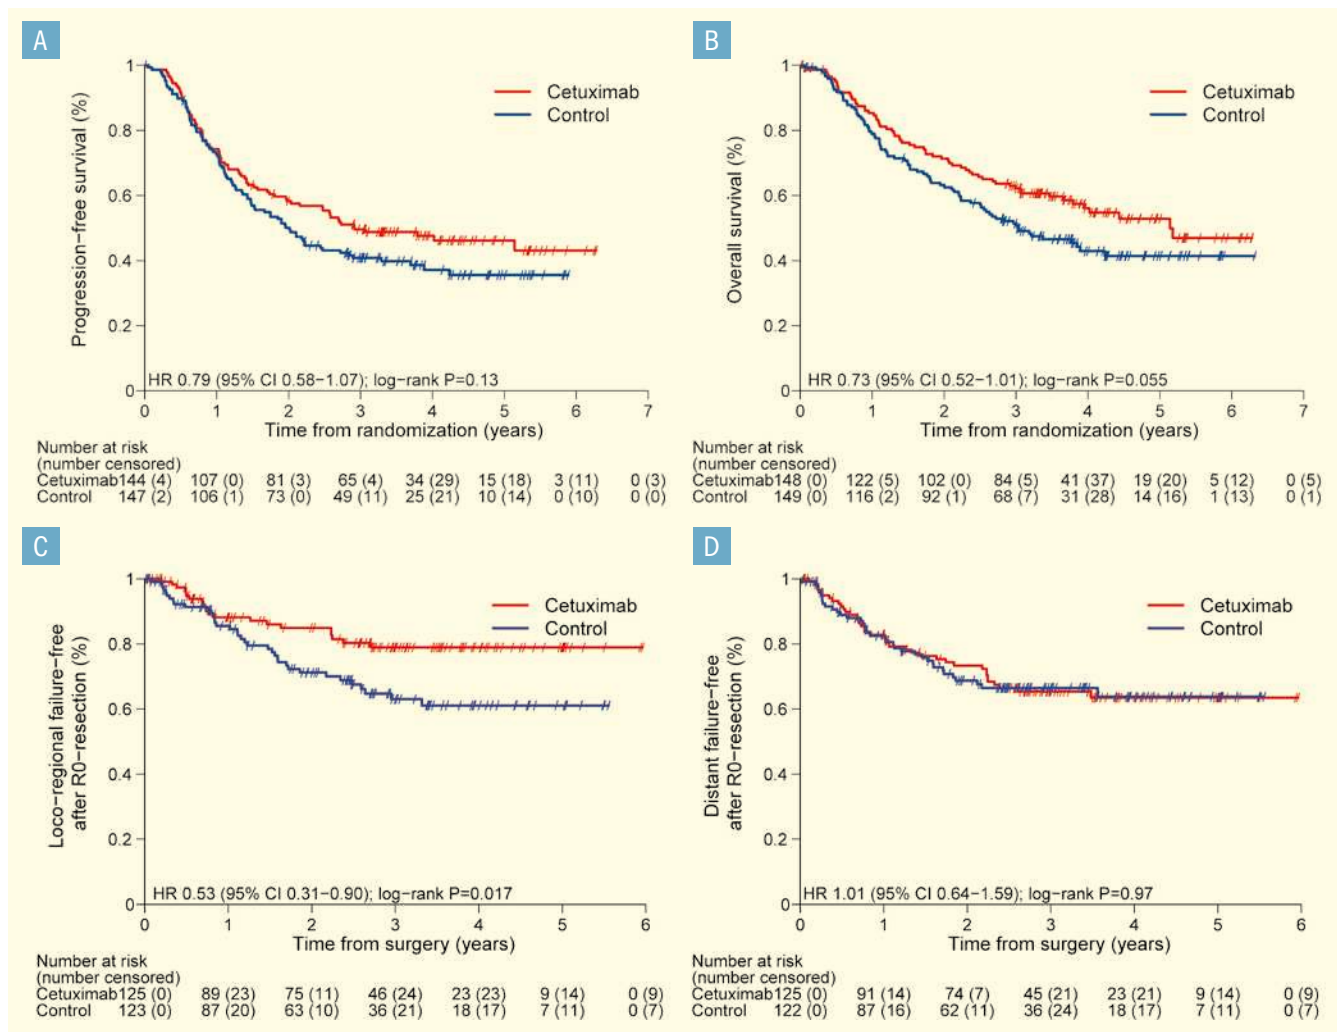 A
Progression−free survival (%)
1
0.8
0.6
0.4
0.2
0
Cetuximab
Control
HR 0.79 (95% CI 0.58−1.07); log−rank P=0.13
0 1 2 3 4 5 6 7
Time from randomization (years)
Number at risk
(number censored)
Cetuximab144 (4) 107 (0) 81 (3) 65 (4) 34 (29) 15 (18) 3 (11) 0 (3)
Control 147 (2) 106 (1) 73 (0) 49 (11) 25 (21) 10 (14) 0 (10) 0 (0)
B
Overall survival (%)
1
0.8
0.6
0.4
0.2
0
Cetuximab
Control
HR 0.73 (95% CI 0.52−1.01); log−rank P=0.055
0 1 2 3 4 5 6 7
Time from randomization (years)
Number at risk
(number censored)
Cetuximab148 (0) 122 (5) 102 (0) 84 (5) 41 (37) 19 (20) 5 (12) 0 (5)
Control 149 (0) 116 (2) 92 (1) 68 (7) 31 (28) 14 (16) 1 (13) 0 (1)
C
Loco−regional failure−free
after R0−resection (%)
1
0.8
0.6
0.4
0.2
0
Cetuximab
Control
HR 0.53 (95% CI 0.31−0.90); log−rank P=0.017
0 1 2 3 4 5 6
Time from surgery (years)
Number at risk
(number censored)
Cetuximab125 (0) 89 (23) 75 (11) 46 (24) 23 (23) 9 (14) 0 (9)
Control 123 (0) 87 (20) 63 (10) 36 (21) 18 (17) 7 (11) 0 (7)
D
Distant failure−free
after R0−resection (%)
1
0.8
0.6
0.4
0.2
0
Cetuximab
Control
HR 1.01 (95% CI 0.64−1.59); log−rank P=0.97
0 1 2 3 4 5 6
Time from surgery (years)
Number at risk
(number censored)
Cetuximab125 (0) 91 (14) 74 (7) 45 (21) 23 (21) 9 (14) 0 (9)
Control 122 (0) 87 (16) 62 (11) 36 (24) 18 (17) 7 (11) 0 (7)